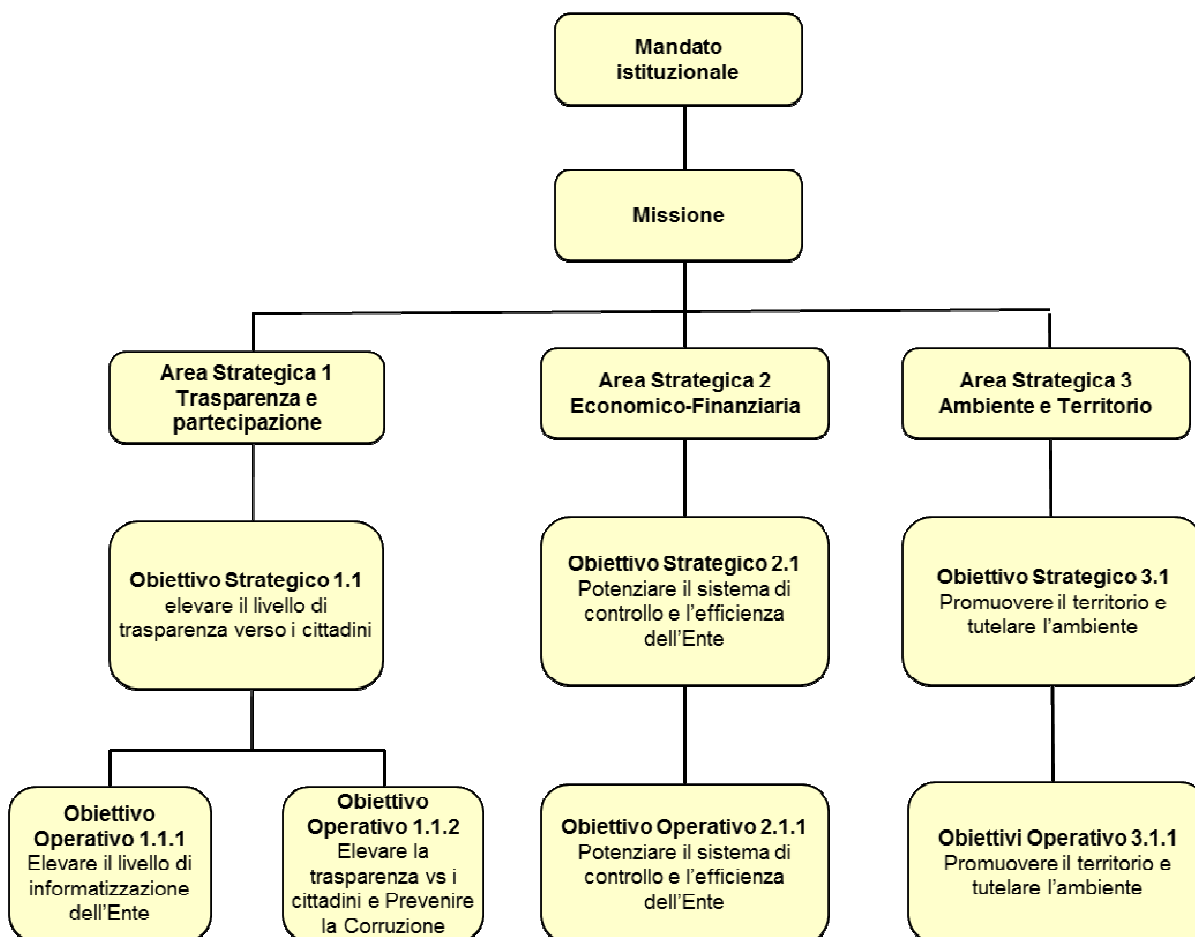 Mandato
istituzionale
Missione
Area Strategica 1
Trasparenza e
partecipazione
Area Strategica 2
Economico-Finanziaria
Area Strategica 3
Ambiente e Territorio
Obiettivo Strategico 1.1
elevare il livello di
trasparenza verso i cittadini
Obiettivo Strategico 2.1
Potenziare il sistema di
controllo e l'efficienza
dell'Ente
Obiettivo Strategico 3.1
Promuovere il territorio e
tutelare l'ambiente
Obiettivo
Operativo 1.1.1
Elevare il livello di
informatizzazione
dell'Ente
Obiettivo
Operativo 1.1.2
Elevare la
trasparenza vs i
cittadini e Prevenire
la Corruzione
Obiettivo Operativo 2.1.1
Potenziare il sistema di
controllo e l'efficienza
dell'Ente
Obiettivi Operativo 3.1.1
Promuovere il territorio e
tutelare l'ambiente